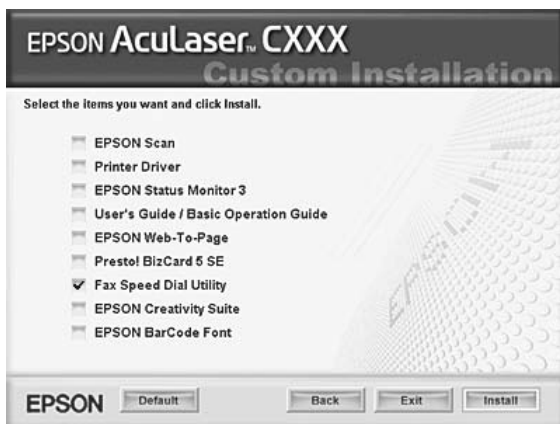 EPSON AcuLaser™ CXXX
Custom Installation
Select the items you want and click Install.
EPSON Scan
Printer Driver
EPSON Status Monitor 3
User's Guide / Basic Operation Guide
EPSON Web-To-Page
Presto! BizCard 5 SE
Fax Speed Dial Utility
EPSON Creativity Suite
EPSON BarCode Font
EPSON
EPSON Default Back Exit Install